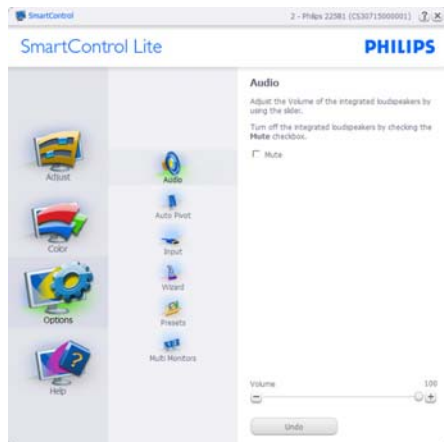 SmartControl
2 - Philips 225B1 (CS30715000001)
SmartControl Lite
PHILIPS
Adjust
Color
Options
Help
Audio
Auto Pivot
Input
Wizard
Presets
Multi Monitors
Audio
Adjust the Volume of the integrated loudspeakers by
using the slider.
Turn off the integrated loudspeakers by checking the
Mute checkbox.
Mute
Volume
100
Undo